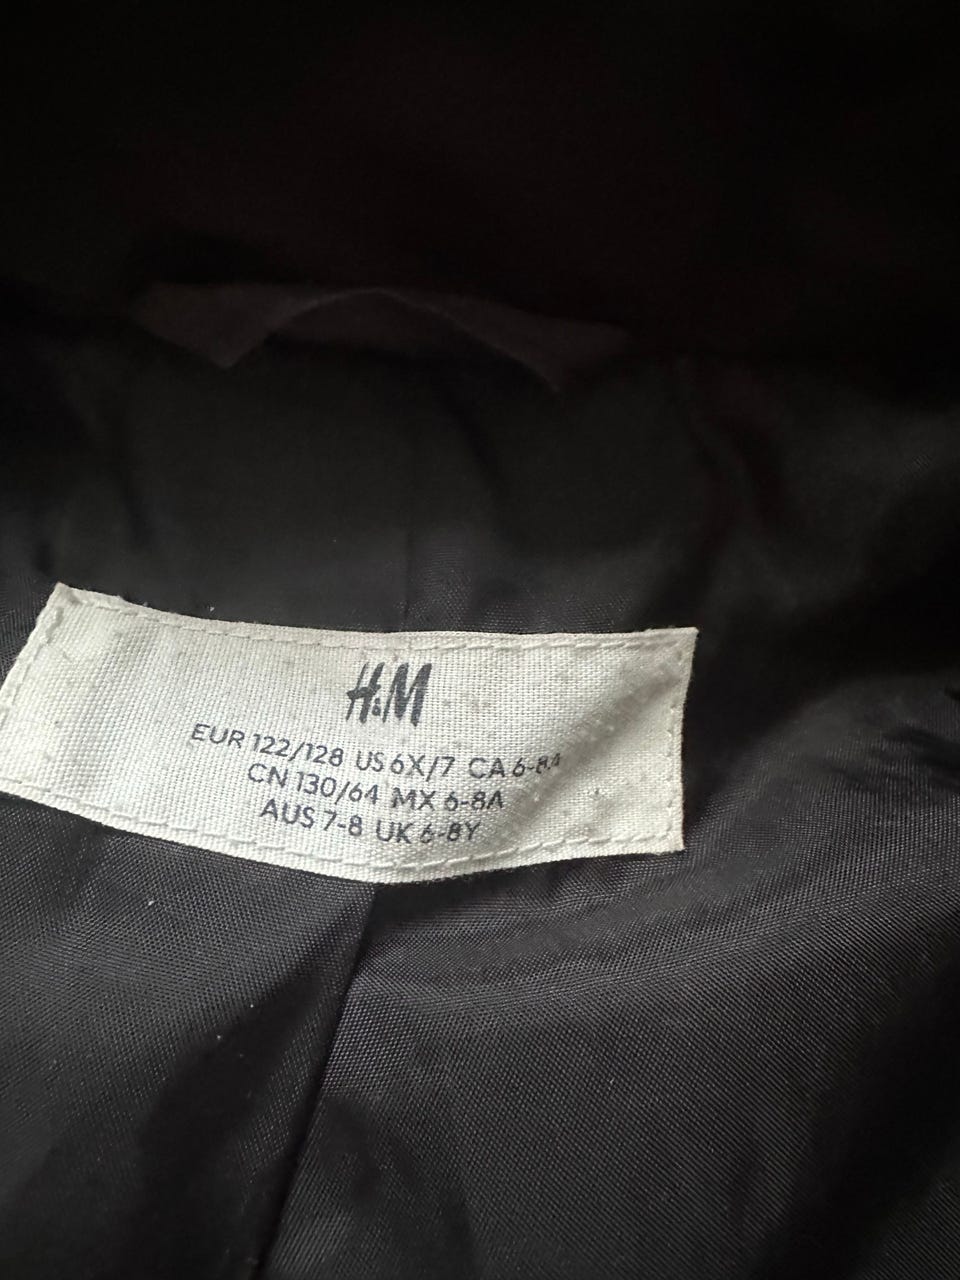 H&M
EUR 122/128 US 6X/7 CA 6-8A
CN 130/64 MX 6-8A
AUS 7-8 UK 6-8Y